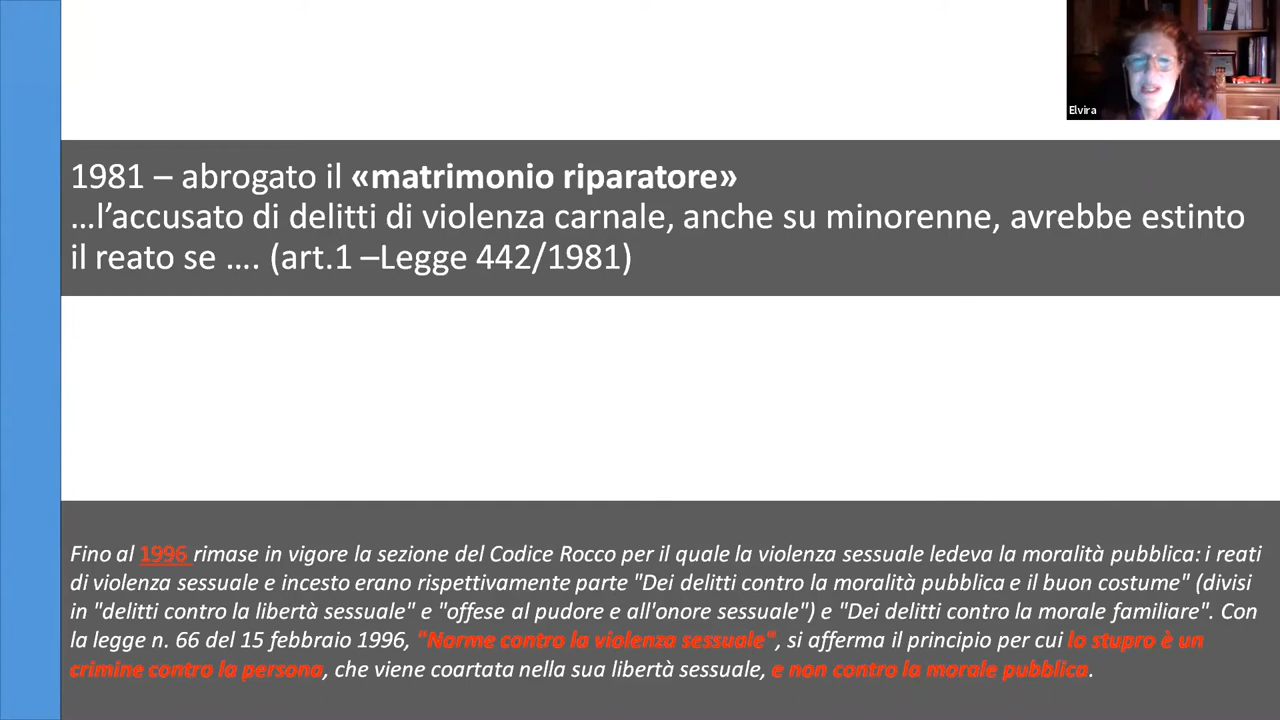 Elvira
1981 – abrogato il «matrimonio riparatore»
…l’accusato di delitti di violenza carnale, anche su minorenne, avrebbe estinto
il reato se …. (art.1 –Legge 442/1981)
Fino al 1996 rimase in vigore la sezione del Codice Rocco per il quale la violenza sessuale ledeva la moralità pubblica: i reati
di violenza sessuale e incesto erano rispettivamente parte "Dei delitti contro la moralità pubblica e il buon costume" (divisi
in "delitti contro la libertà sessuale" e "offese al pudore e all'onore sessuale") e "Dei delitti contro la morale familiare". Con
la legge n. 66 del 15 febbraio 1996, "Norme contro la violenza sessuale", si afferma il principio per cui lo stupro è un
crimine contro la persona, che viene coartata nella sua libertà sessuale, e non contro la morale pubblica.